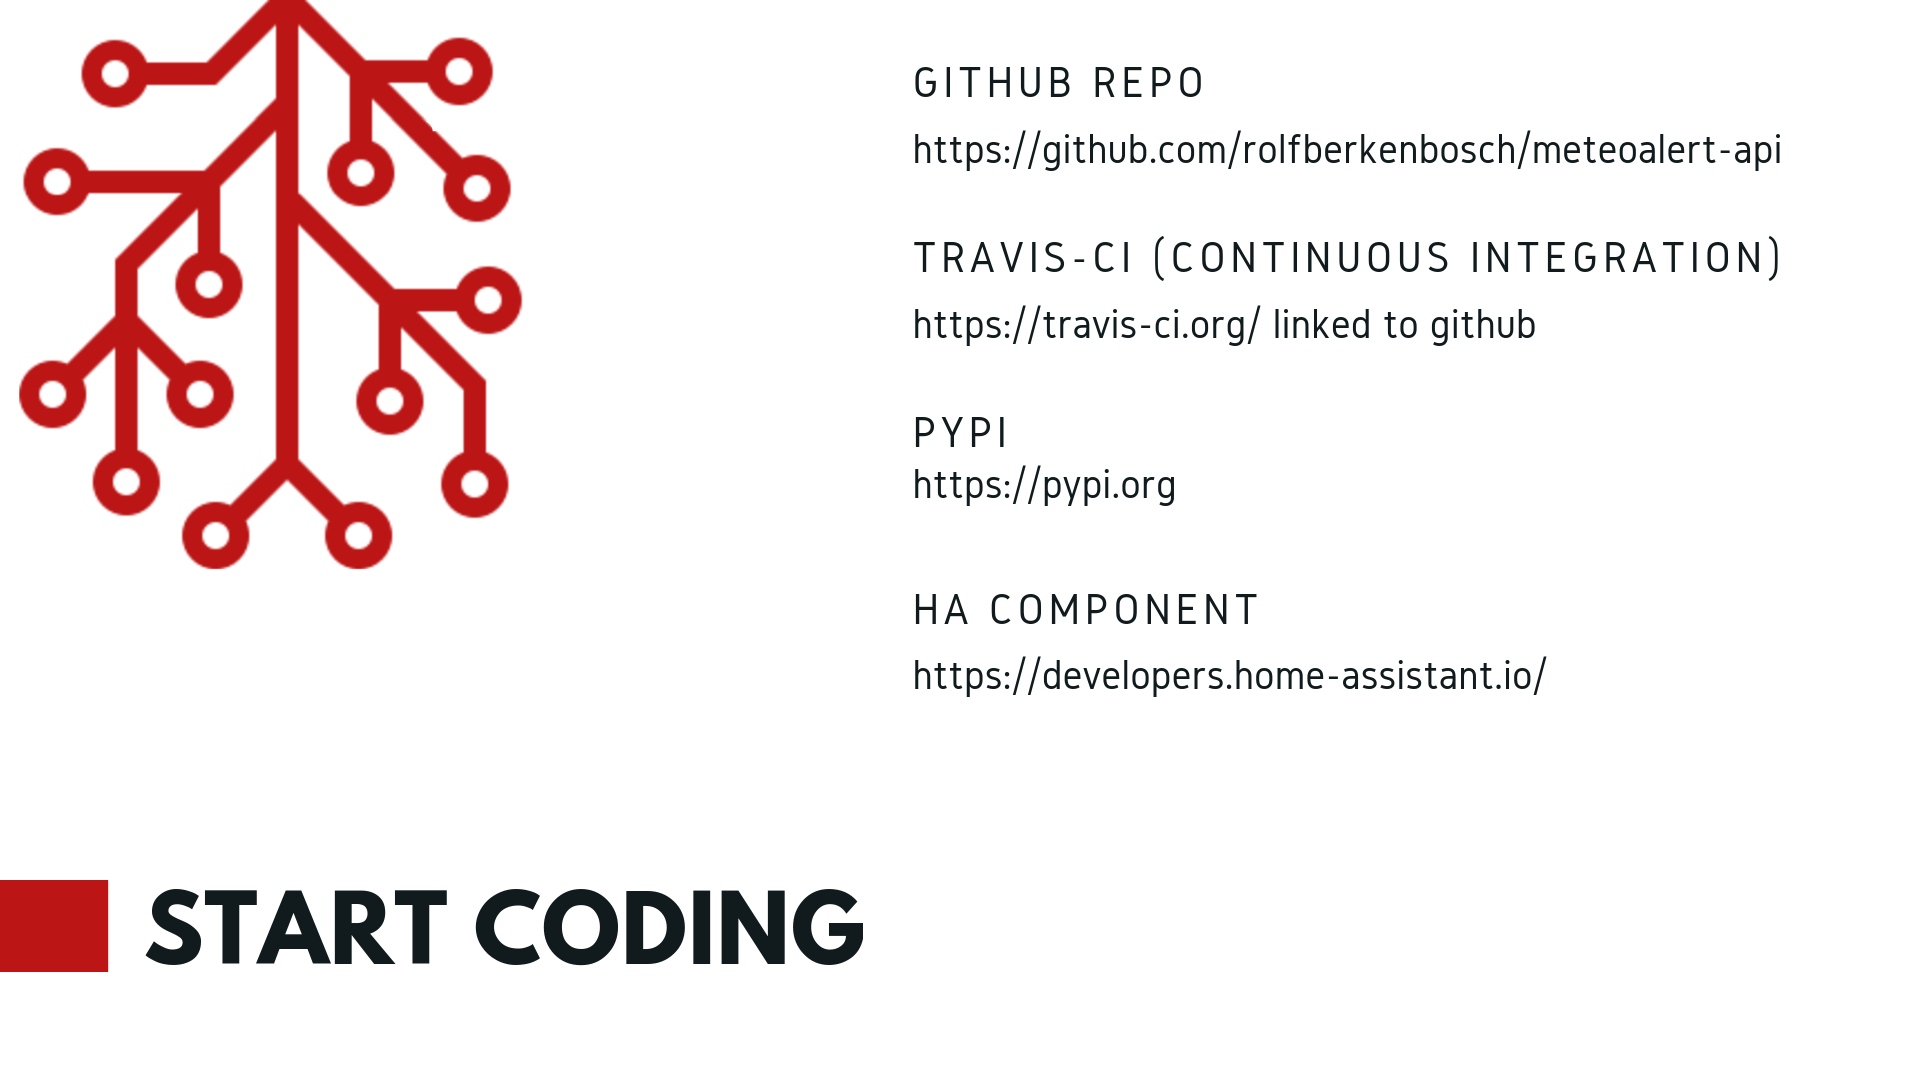 GITHUB REPO
https://github.com/rolfberkenbosch/meteoalert-api
TRAVIS-CI (CONTINUOUS INTEGRATION)
https://travis-ci.org/ linked to github
PYPI
https://pypi.org
HA COMPONENT
https://developers.home-assistant.io/
START CODING